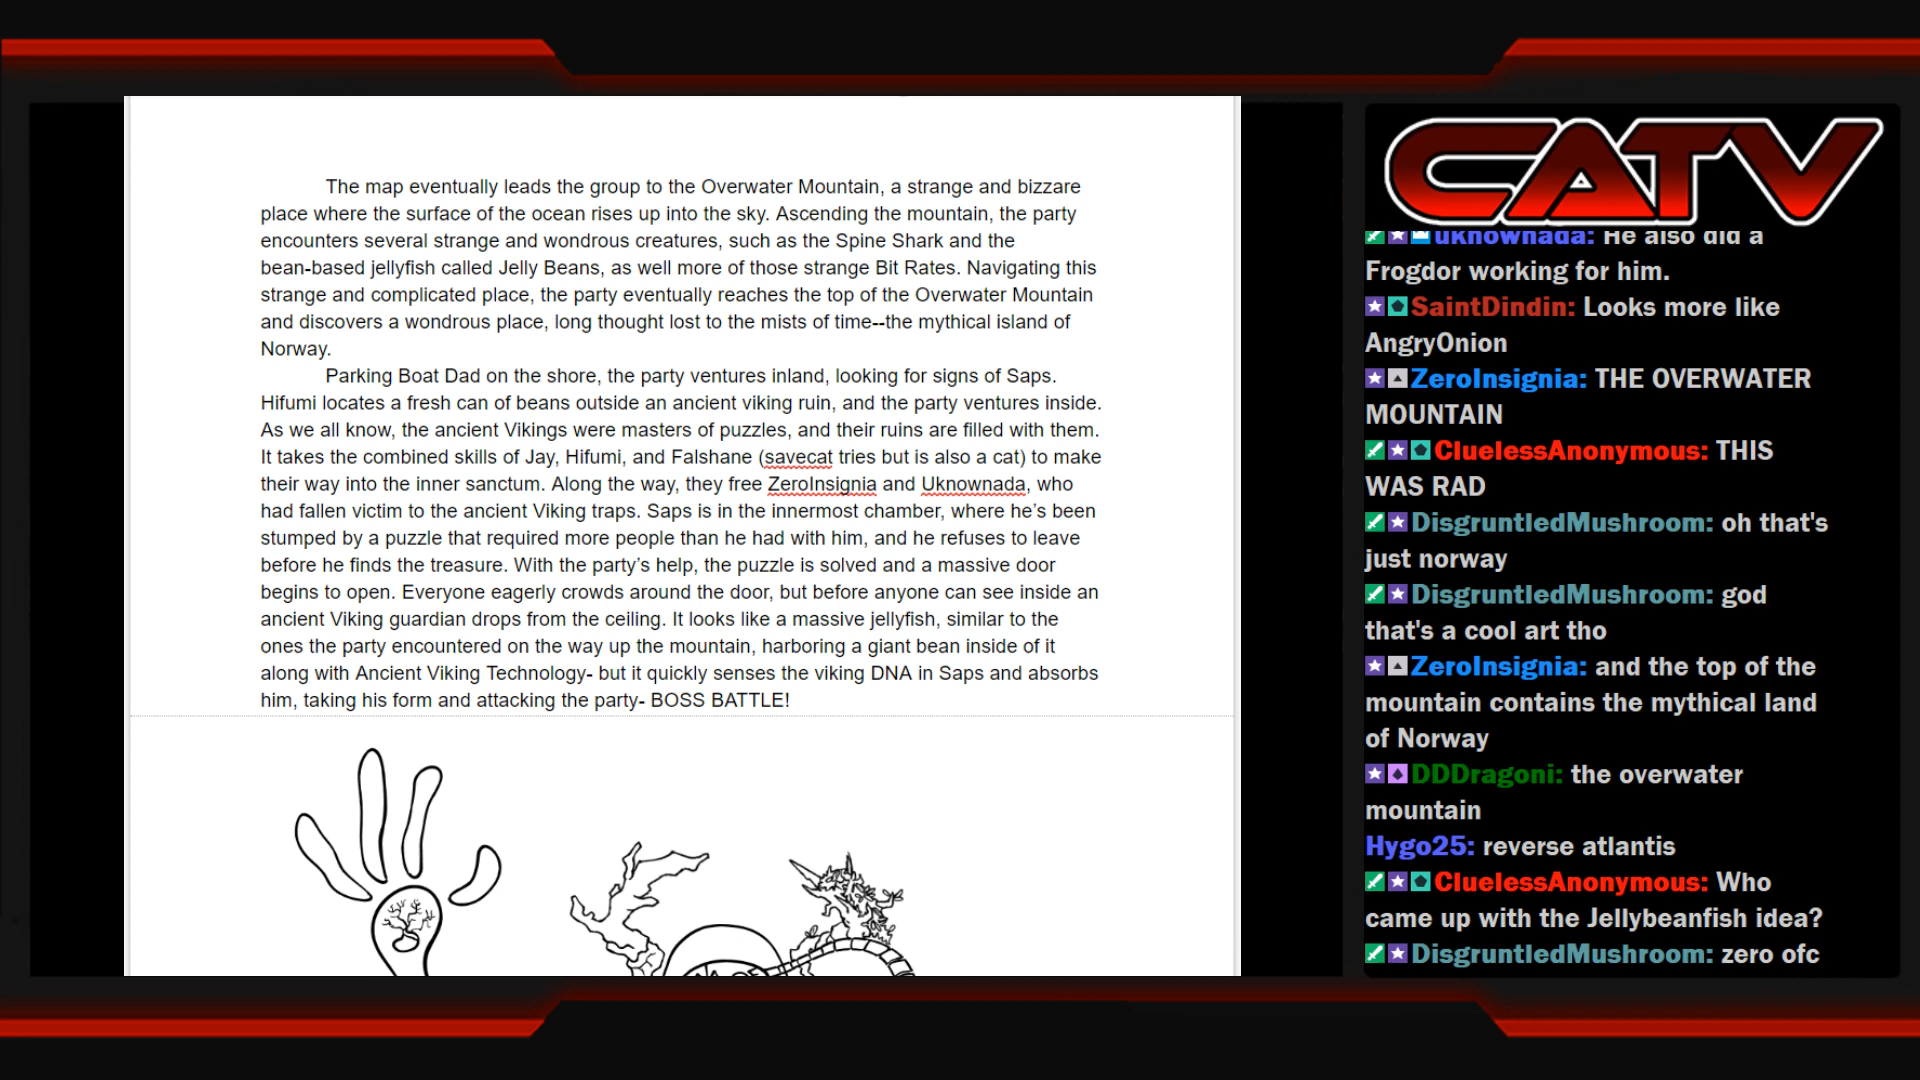 The map eventually leads the group to the Overwater Mountain, a strange and bizzare
place where the surface of the ocean rises up into the sky. Ascending the mountain, the party
encounters several strange and wondrous creatures, such as the Spine Shark and the
bean-based jellyfish called Jelly Beans, as well more of those strange Bit Rates. Navigating this
strange and complicated place, the party eventually reaches the top of the Overwater Mountain
and discovers a wondrous place, long thought lost to the mists of time--the mythical island of
Norway.
Parking Boat Dad on the shore, the party ventures inland, looking for signs of Saps.
Hifumi locates a fresh can of beans outside an ancient viking ruin, and the party ventures inside.
As we all know, the ancient Vikings were masters of puzzles, and their ruins are filled with them.
It takes the combined skills of Jay, Hifumi, and Falshane (savecat tries but is also a cat) to make
their way into the inner sanctum. Along the way, they free ZeroInsignia and Uknownada, who
had fallen victim to the ancient Viking traps. Saps is in the innermost chamber, where he’s been
stumped by a puzzle that required more people than he had with him, and he refuses to leave
before he finds the treasure. With the party’s help, the puzzle is solved and a massive door
begins to open. Everyone eagerly crowds around the door, but before anyone can see inside an
ancient Viking guardian drops from the ceiling. It looks like a massive jellyfish, similar to the
ones the party encountered on the way up the mountain, harboring a giant bean inside of it
along with Ancient Viking Technology- but it quickly senses the viking DNA in Saps and absorbs
him, taking his form and attacking the party- BOSS BATTLE!
CATV
uknownada: He also did a
Frogdor working for him.
SaintDindin: Looks more like
AngryOnion
ZeroInsignia: THE OVERWATER
MOUNTAIN
CluelessAnonymous: THIS
WAS RAD
DisgruntledMushroom: oh that's
just norway
DisgruntledMushroom: god
that's a cool art tho
ZeroInsignia: and the top of the
mountain contains the mythical land
of Norway
DDDragoni: the overwater
mountain
Hygo25: reverse atlantis
CluelessAnonymous: Who
came up with the Jellybeanfish idea?
DisgruntledMushroom: zero ofc